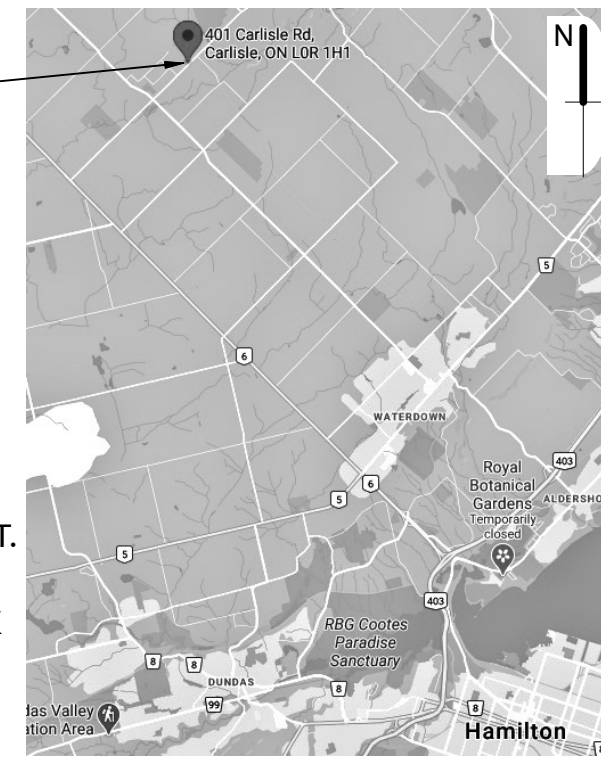 401 Carlisle Rd,
Carlisle, ON L0R 1H1
N
5
6
WATERDOWN
403
Royal
Botanical
Gardens
Temporarily
closed
ALDERSHO
6
5
T.
5
403
RBG Cootes
Paradise
Sanctuary
8
8
DUNDAS
8
99
das Valley
ation Area
8
Hamilton
8